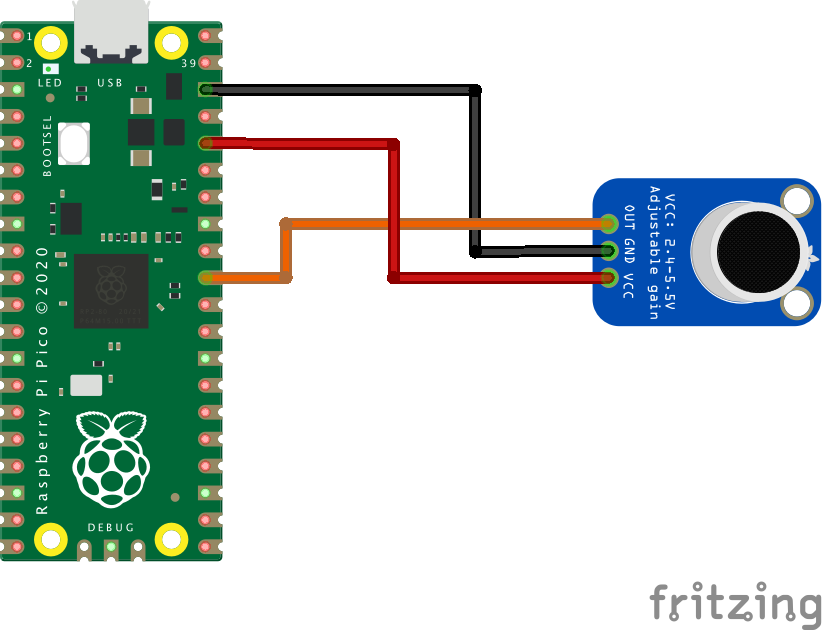 1
2
39
LED
USB
BOOTSEL
Raspberry Pi Pico ©2020
DEBUG
OUT GND VCC
Adjustable gain
VCC: 2.4-5.5V
fritzing